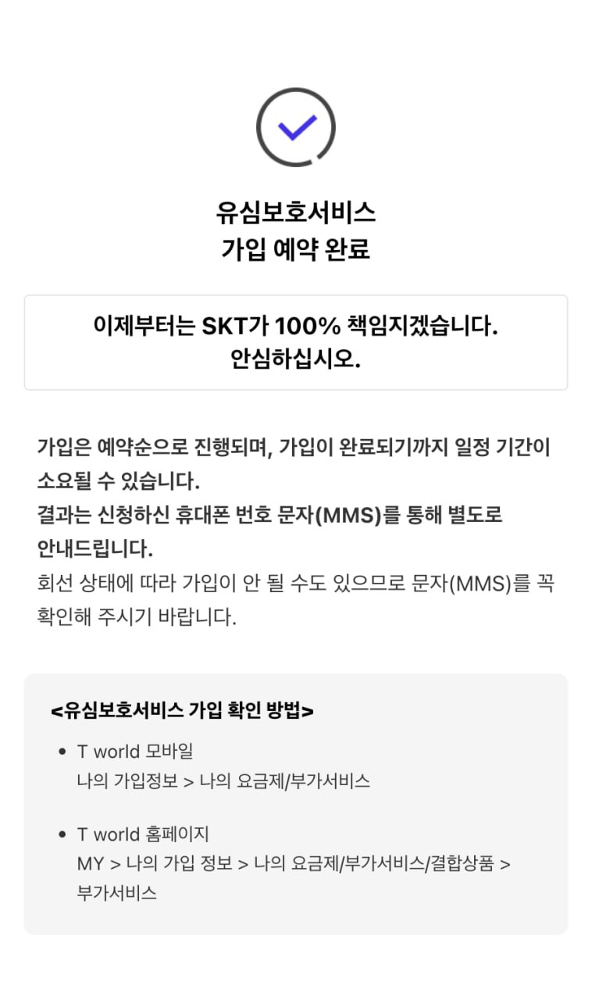 유심보호서비스
가입 예약 완료
이제부터는 SKT가 100% 책임지겠습니다.
안심하십시오.
가입은 예약순으로 진행되며, 가입이 완료되기까지 일정 기간이
소요될 수 있습니다.
결과는 신청하신 휴대폰 번호 문자(MMS)를 통해 별도로
안내드립니다.
회선 상태에 따라 가입이 안 될 수도 있으므로 문자(MMS)를 꼭
확인해 주시기 바랍니다.
<유심보호서비스 가입 확인 방법>
• T world 모바일
나의 가입정보 > 나의 요금제/부가서비스
• T world 홈페이지
MY > 나의 가입 정보 > 나의 요금제/부가서비스/결합상품 >
부가서비스